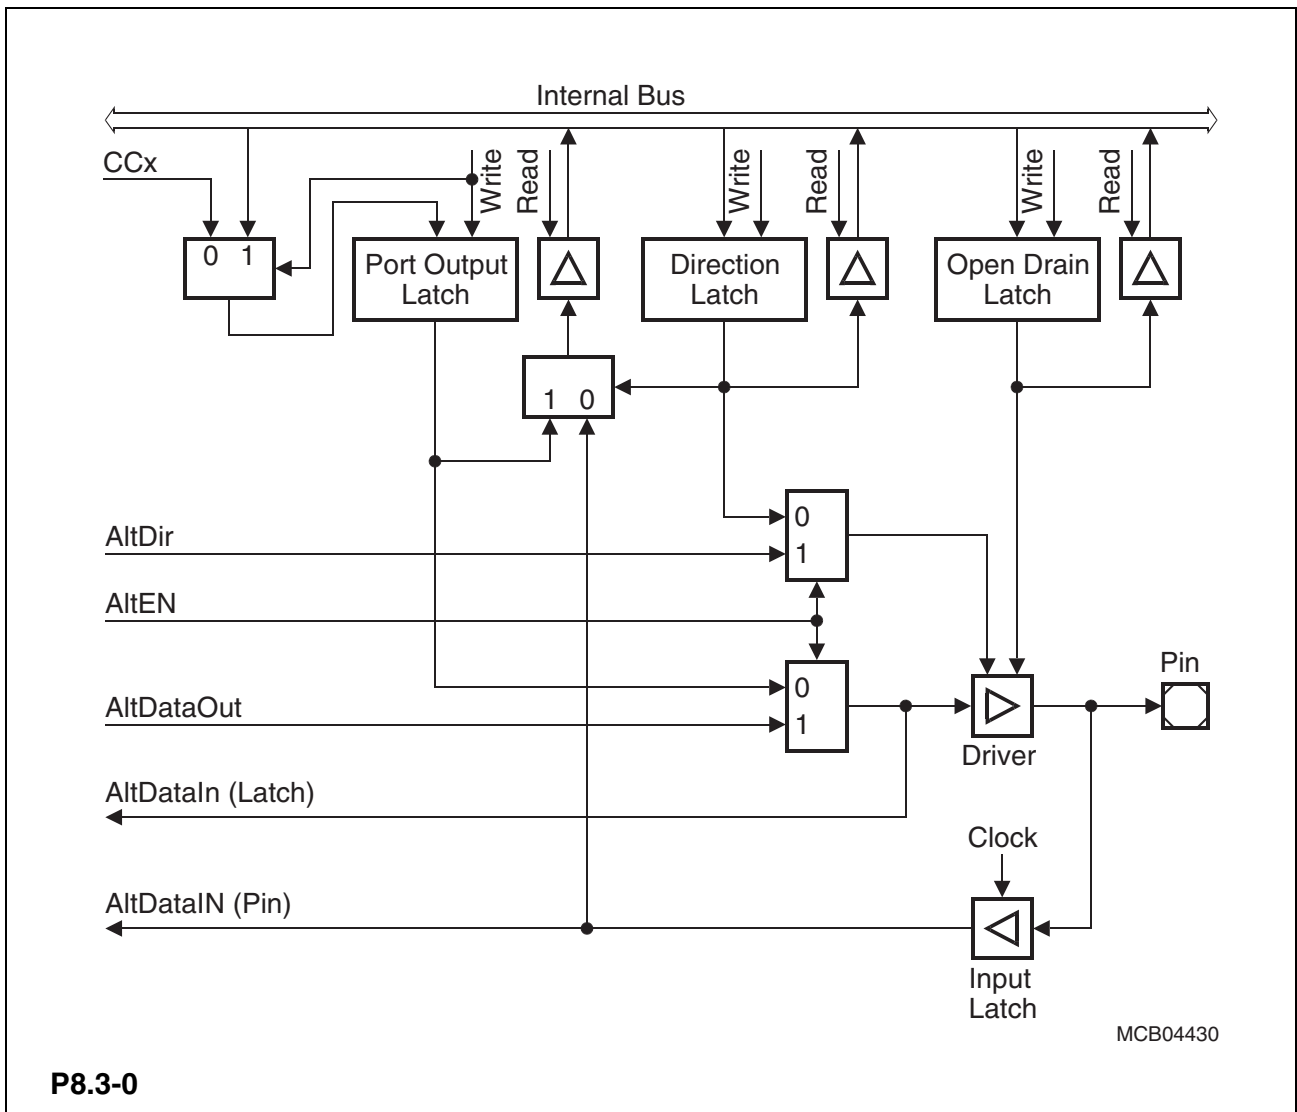 Internal Bus
CCx
Write
Read
Write
Read
Write
Read
0 1
Port Output
Latch
Direction
Latch
Open Drain
Latch
1 0
AltDir
0
1
AltEN
AltDataOut
0
1
Pin
Driver
AltDataIn (Latch)
Clock
AltDataIN (Pin)
Input
Latch
MCB04430
P8.3-0